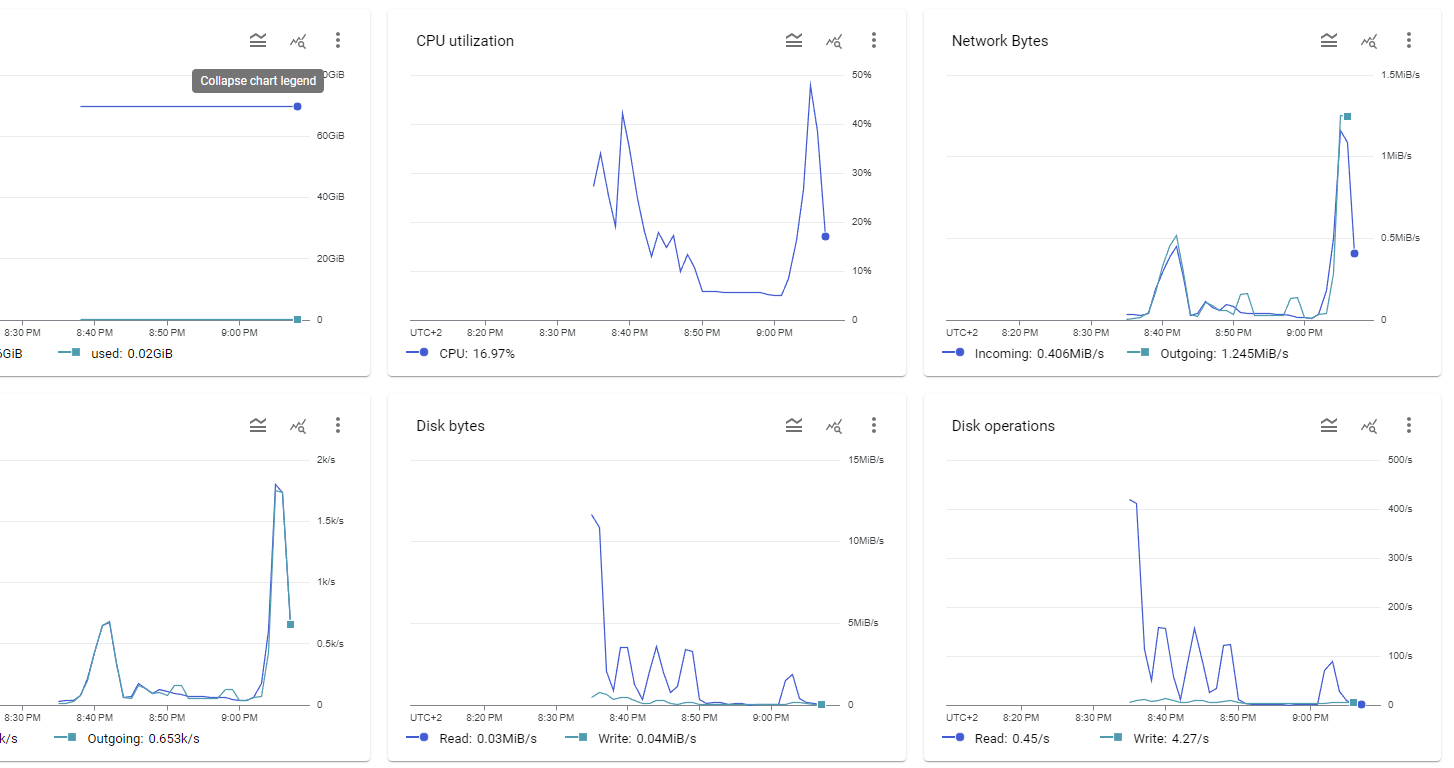 Collapse chart legend
0GiB
60GiB
40GiB
20GiB
0
8:30 PM 8:40 PM 8:50 PM 9:00 PM
GiB used: 0.02GiB
CPU utilization
50%
40%
30%
20%
10%
0
UTC+2 8:20 PM 8:30 PM 8:40 PM 8:50 PM 9:00 PM
CPU: 16.97%
Network Bytes
1.5MiB/s
1MiB/s
0.5MiB/s
0
UTC+2 8:20 PM 8:30 PM 8:40 PM 8:50 PM 9:00 PM
Incoming: 0.406MiB/s Outgoing: 1.245MiB/s
2k/s
1.5k/s
1k/s
0.5k/s
0
8:30 PM 8:40 PM 8:50 PM 9:00 PM
k/s Outgoing: 0.653k/s
Disk bytes
15MiB/s
10MiB/s
5MiB/s
0
UTC+2 8:20 PM 8:30 PM 8:40 PM 8:50 PM 9:00 PM
Read: 0.03MiB/s Write: 0.04MiB/s
Disk operations
500/s
400/s
300/s
200/s
100/s
0
UTC+2 8:20 PM 8:30 PM 8:40 PM 8:50 PM 9:00 PM
Read: 0.45/s Write: 4.27/s